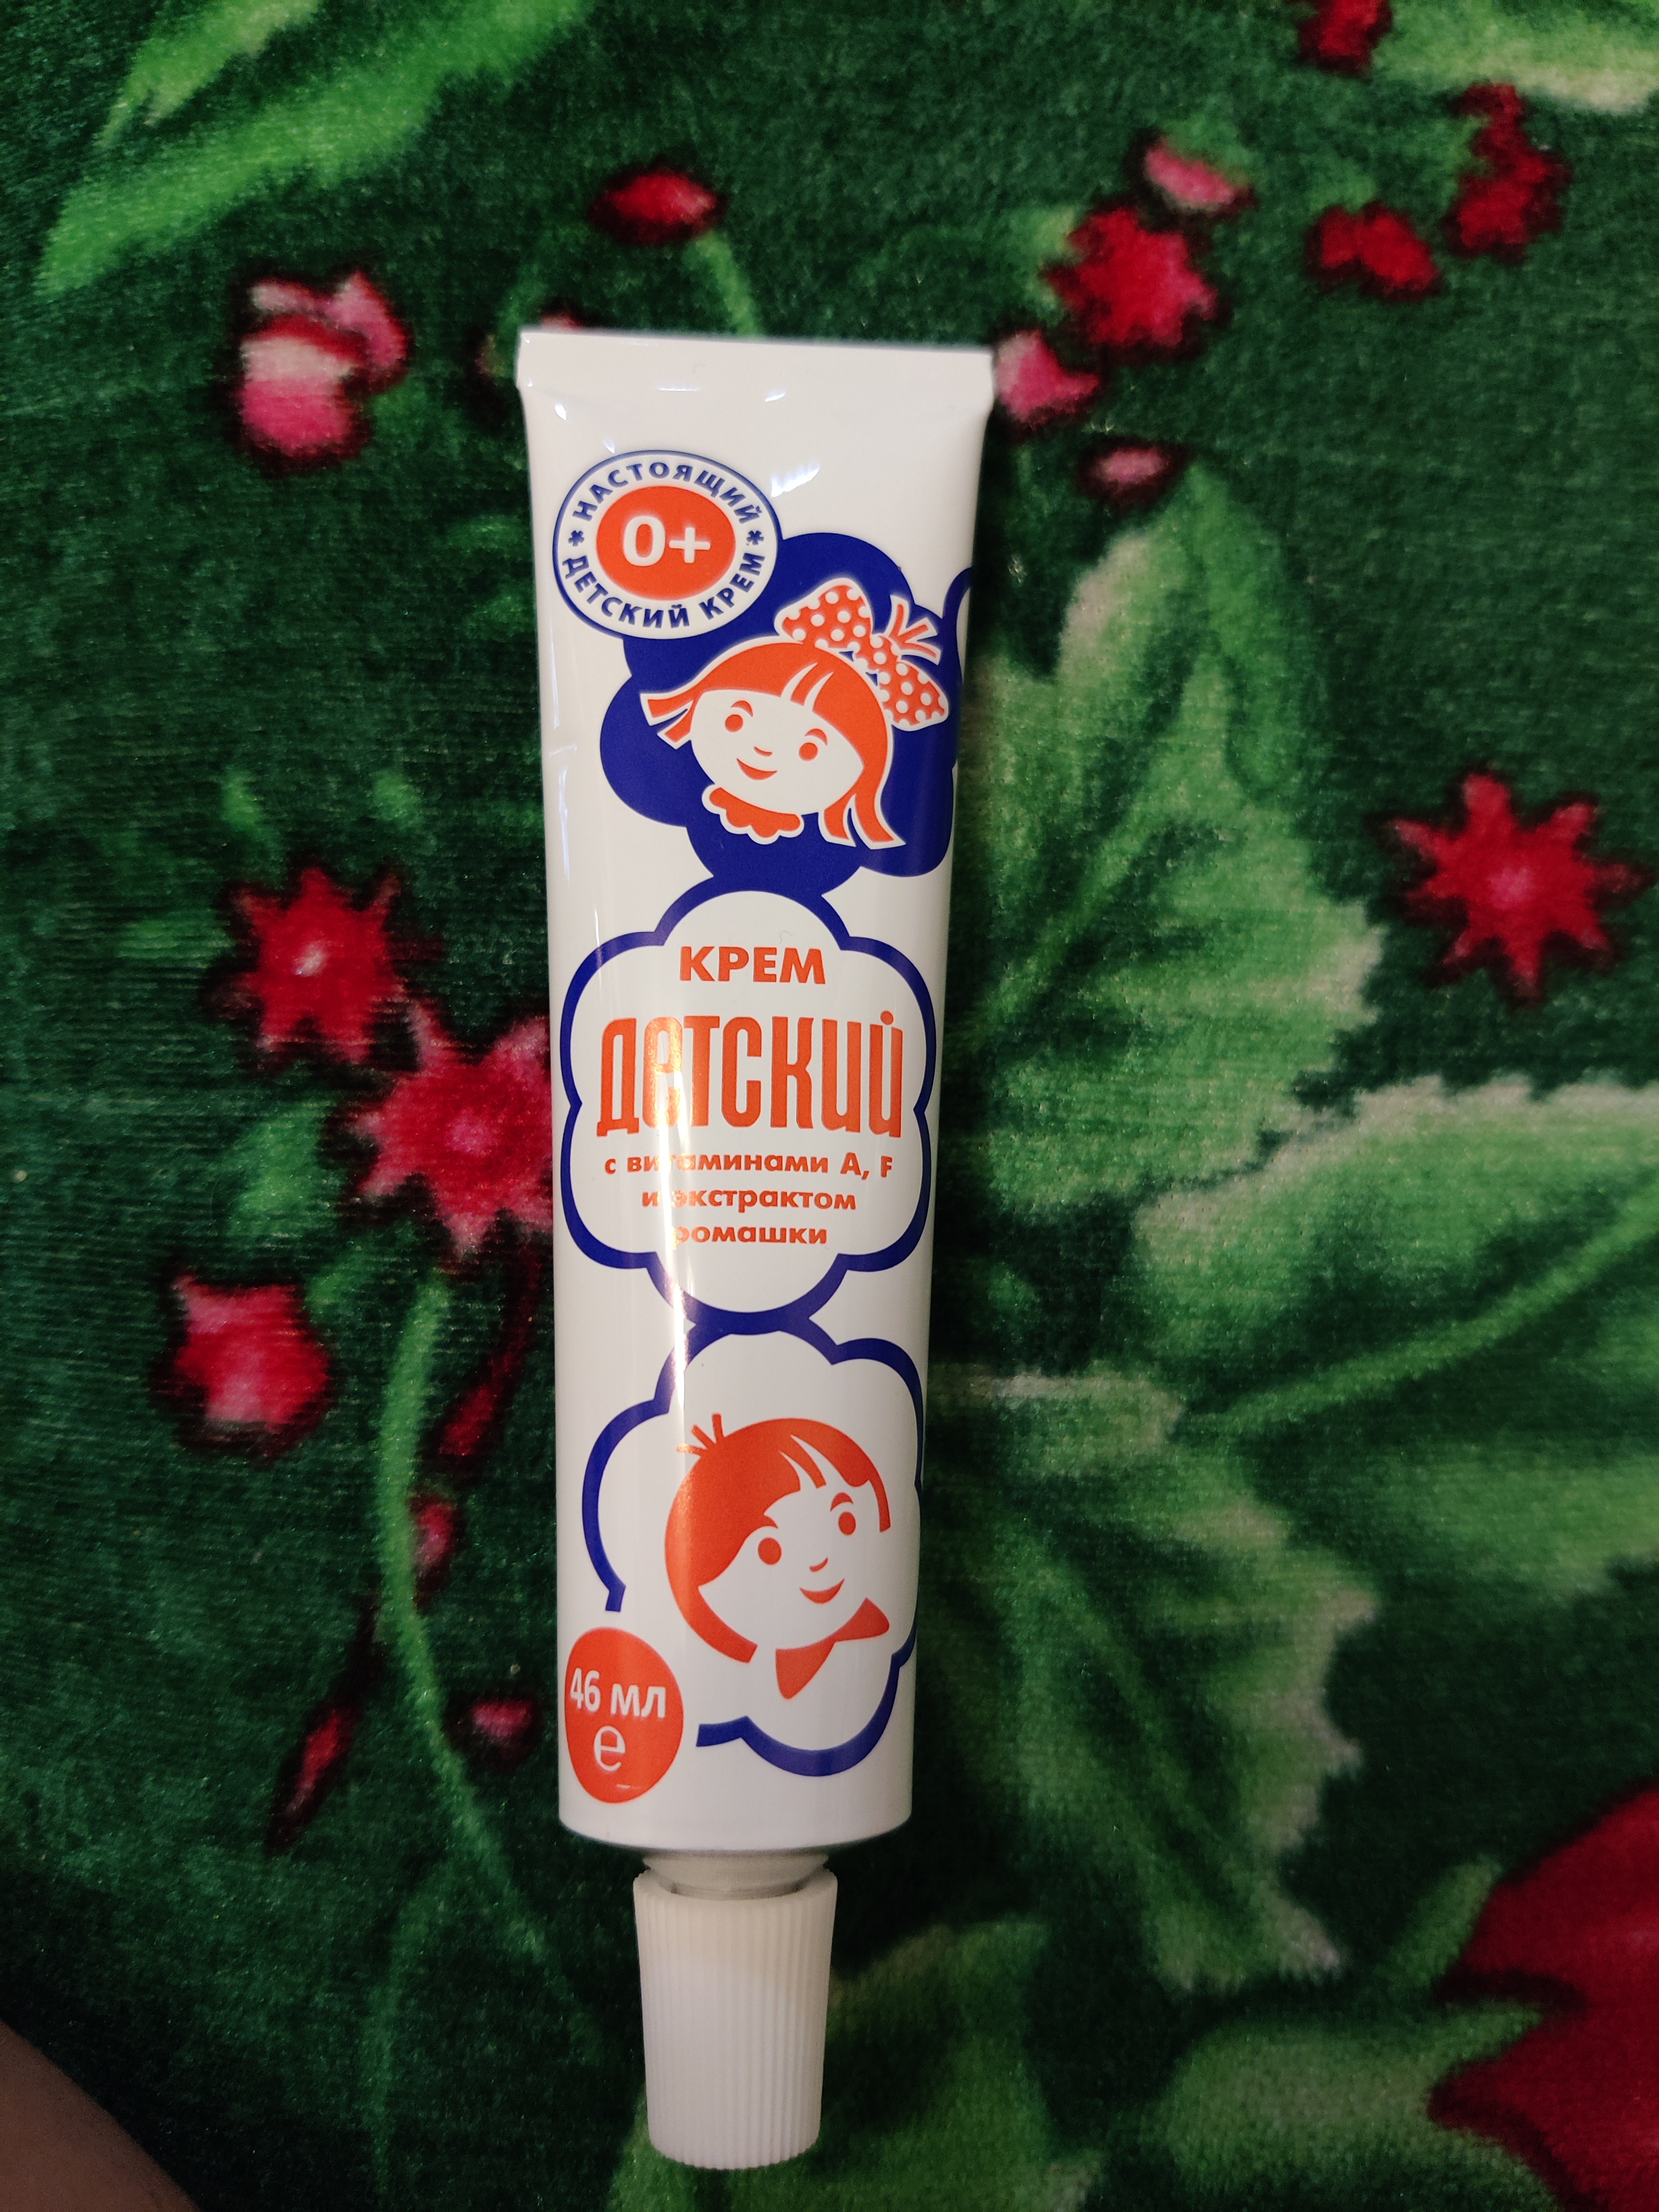 НАСТОЯЩИЙ
0+
ДЕТСКИЙ КРЕМ
КРЕМ
ДЕТСКИЙ
с витаминами А, F
и экстрактом
ромашки
46 мл
e